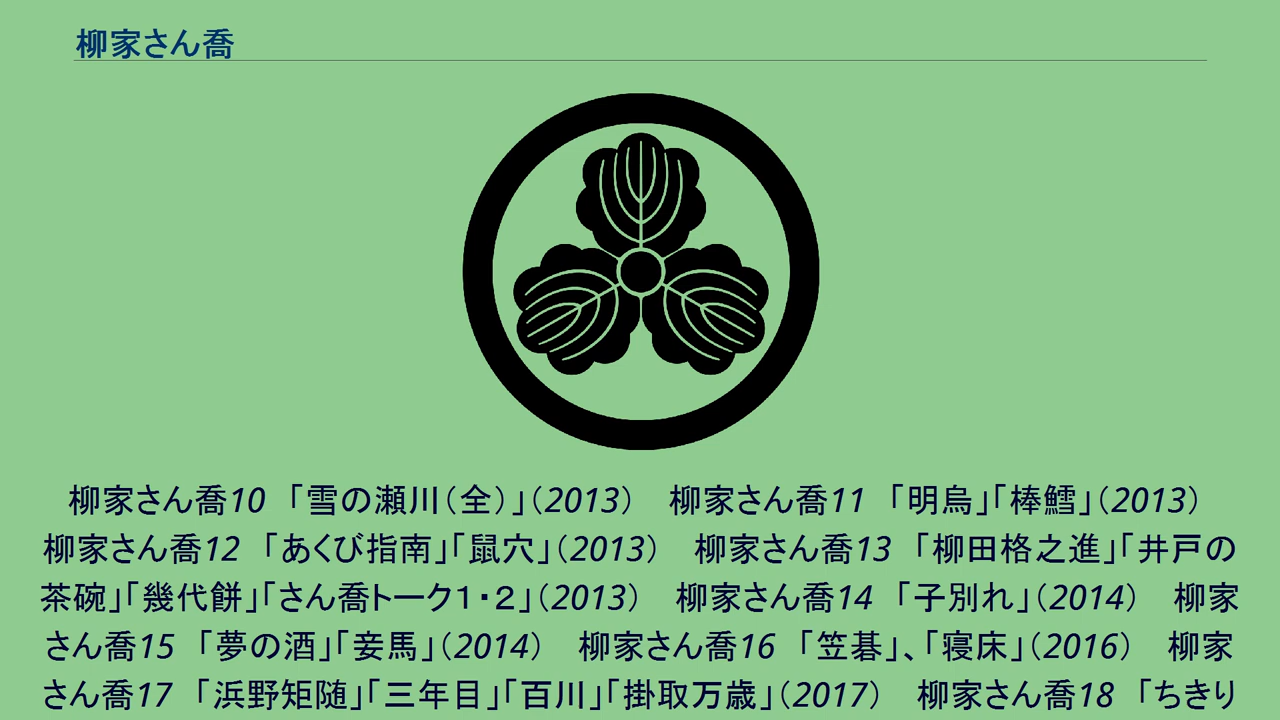 柳家さん喬
柳家さん喬10 「雪の瀬川（全）」（2013） 柳家さん喬11 「明烏」「棒鱈」（2013）
柳家さん喬12 「あくび指南」「鼠穴」（2013） 柳家さん喬13 「柳田格之進」「井戸の
茶碗」「幾代餅」「さん喬トーク１・２」（2013） 柳家さん喬14 「子別れ」（2014） 柳家
さん喬15 「夢の酒」「妾馬」（2014） 柳家さん喬16 「笠碁」、「寝床」（2016） 柳家
さん喬17 「浜野矩随」「三年目」「百川」「掛取万歳」（2017） 柳家さん喬18 「ちきり